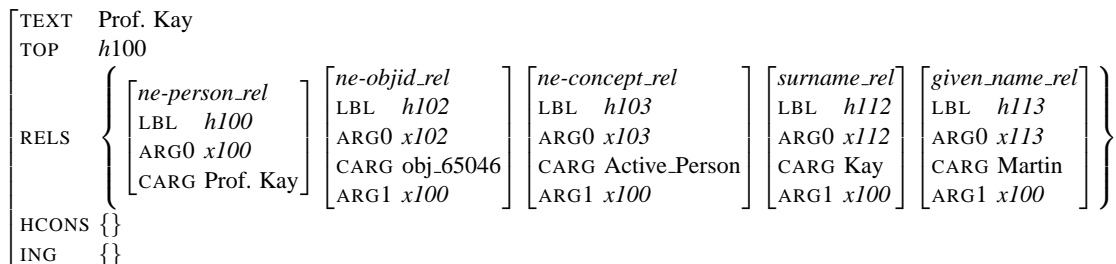 TEXT Prof. Kay
TOP h100
ne-person_rel ne-objid_rel ne-concept_rel surname_rel given_name_rel
LBL h100 LBL h102 LBL h103 LBL h112 LBL h113
RELS ARG0 x100 ARG0 x102 ARG0 x103 ARG0 x112 ARG0 x113
CARG Prof. Kay CARG obj_65046 CARG Active_Person CARG Kay CARG Martin
ARG1 x100 ARG1 x100 ARG1 x100 ARG1 x100
HCONS {}
ING {}